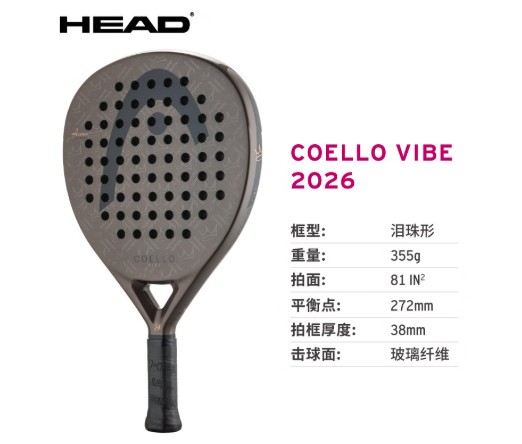 HEAD®
COELLO VIBE
2026
框型: 泪珠形
重量: 355g
拍面: 81 IN²
平衡点: 272mm
拍框厚度: 38mm
击球面: 玻璃纤维
COELLO